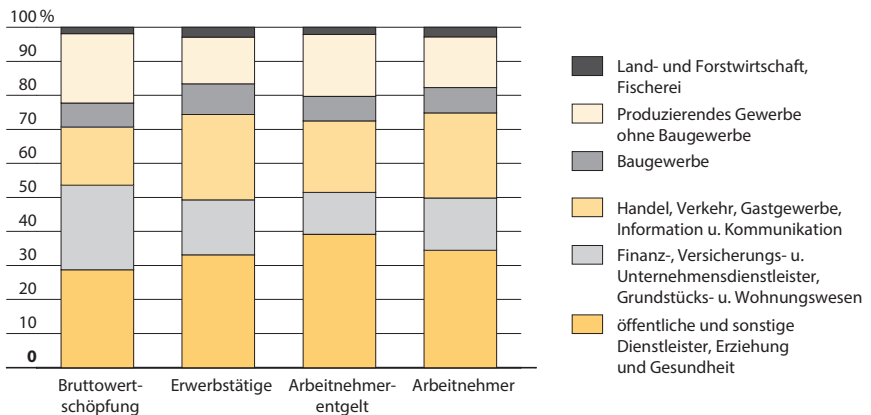 100 %
90
80
70
60
50
40
30
20
10
0
Bruttowert-
schöpfung
Erwerbstätige
Arbeitnehmer-
entgelt
Arbeitnehmer
Land- und Forstwirtschaft,
Fischerei
Produzierendes Gewerbe
ohne Baugewerbe
Baugewerbe
Handel, Verkehr, Gastgewerbe,
Information u. Kommunikation
Finanz-, Versicherungs- u.
Unternehmensdienstleister,
Grundstücks- u. Wohnungswesen
öffentliche und sonstige
Dienstleister, Erziehung
und Gesundheit